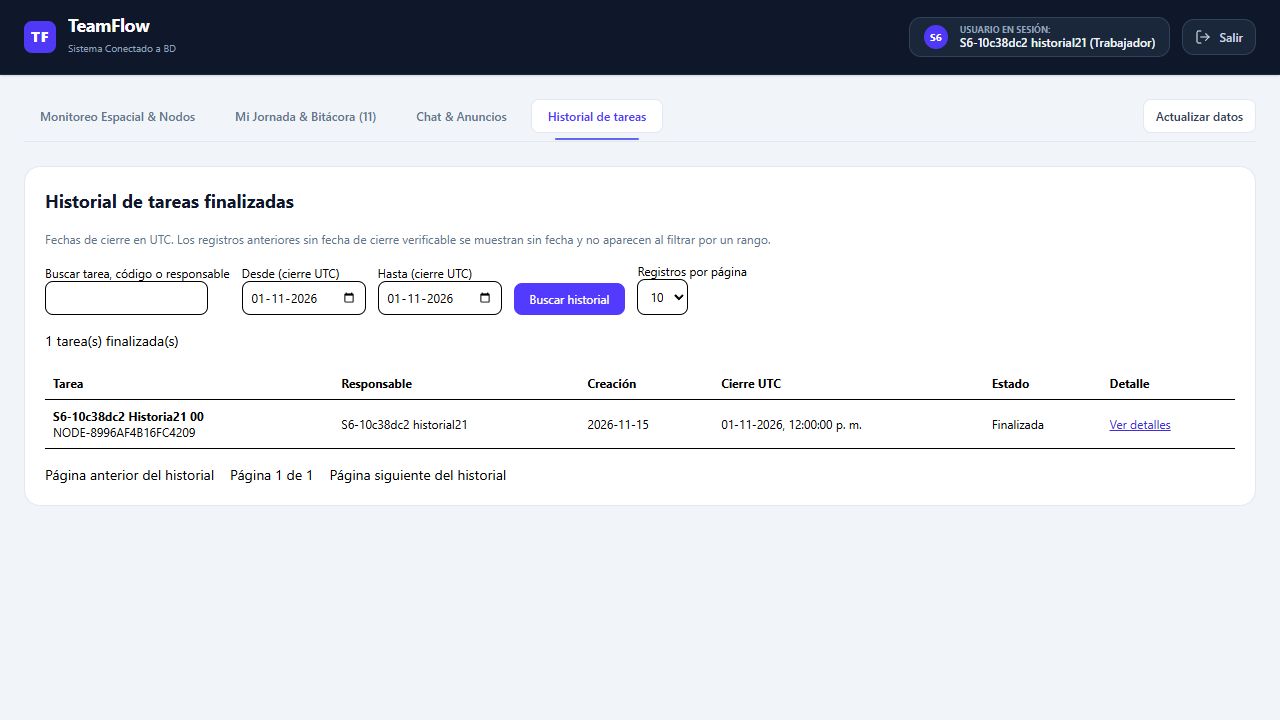 TF
TeamFlow
Sistema Conectado a BD
S6
USUARIO EN SESIÓN:
S6-10c38dc2 historial21 (Trabajador)
Salir
Monitoreo Espacial & Nodos
Mi Jornada & Bitácora (11)
Chat & Anuncios
Historial de tareas
Actualizar datos
Historial de tareas finalizadas
Fechas de cierre en UTC. Los registros anteriores sin fecha de cierre verificable se muestran sin fecha y no aparecen al filtrar por un rango.
Buscar tarea, código o responsable
Desde (cierre UTC)
01-11-2026
Hasta (cierre UTC)
01-11-2026
Buscar historial
Registros por página
10
1 tarea(s) finalizada(s)
Tarea Responsable Creación Cierre UTC Estado Detalle
S6-10c38dc2 Historia21 00
NODE-8996AF4B16FC4209
S6-10c38dc2 historial21
2026-11-15
01-11-2026, 12:00:00 p. m.
Finalizada
Ver detalles
Página anterior del historial Página 1 de 1 Página siguiente del historial